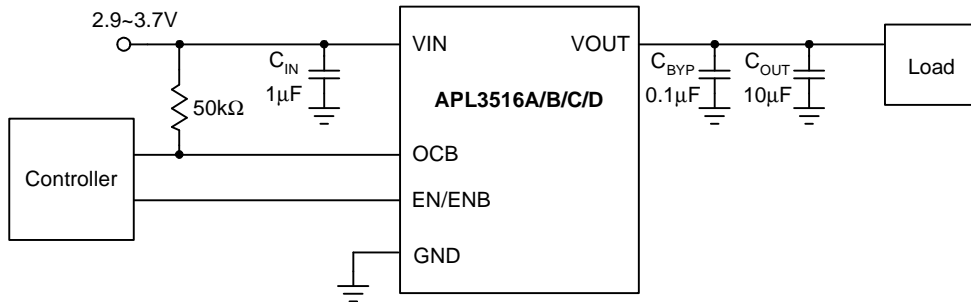 2.9~3.7V
VIN
VOUT
C_IN
1μF
C_BYP
0.1μF
C_OUT
10μF
Load
50kΩ
APL3516A/B/C/D
OCB
Controller
EN/ENB
GND